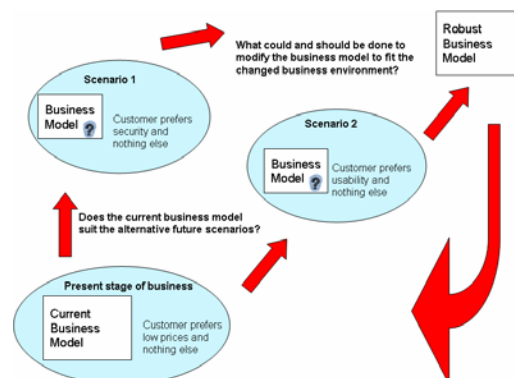 What could and should be done to
modify the business model to fit the
changed business environment?
Robust
Business
Model
Scenario 1
Business
Model
?
Customer prefers
security and
nothing else
Scenario 2
Business
Model
?
Customer prefers
usability and
nothing else
Does the current business model
suit the alternative future scenarios?
Present stage of business
Current
Business
Model
Customer prefers
low prices and
nothing else